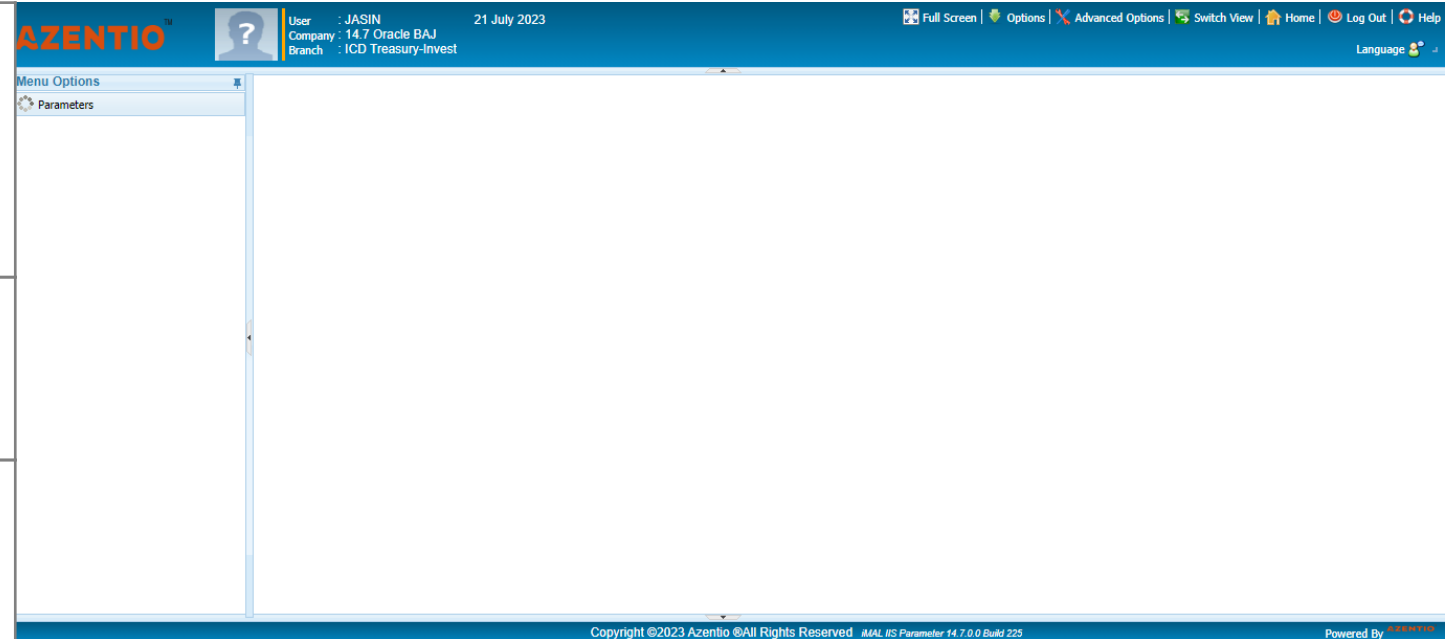 AZENTIO™
User : JASIN 21 July 2023
Company : 14.7 Oracle BAJ
Branch : ICD Treasury-Invest
Full Screen | Options | Advanced Options | Switch View | Home | Log Out | Help
Language
Menu Options
Parameters
Copyright ©2023 Azentio ®All Rights Reserved iMAL IIS Parameter 14.7.0.0 Build 225
Powered By AZENTIO